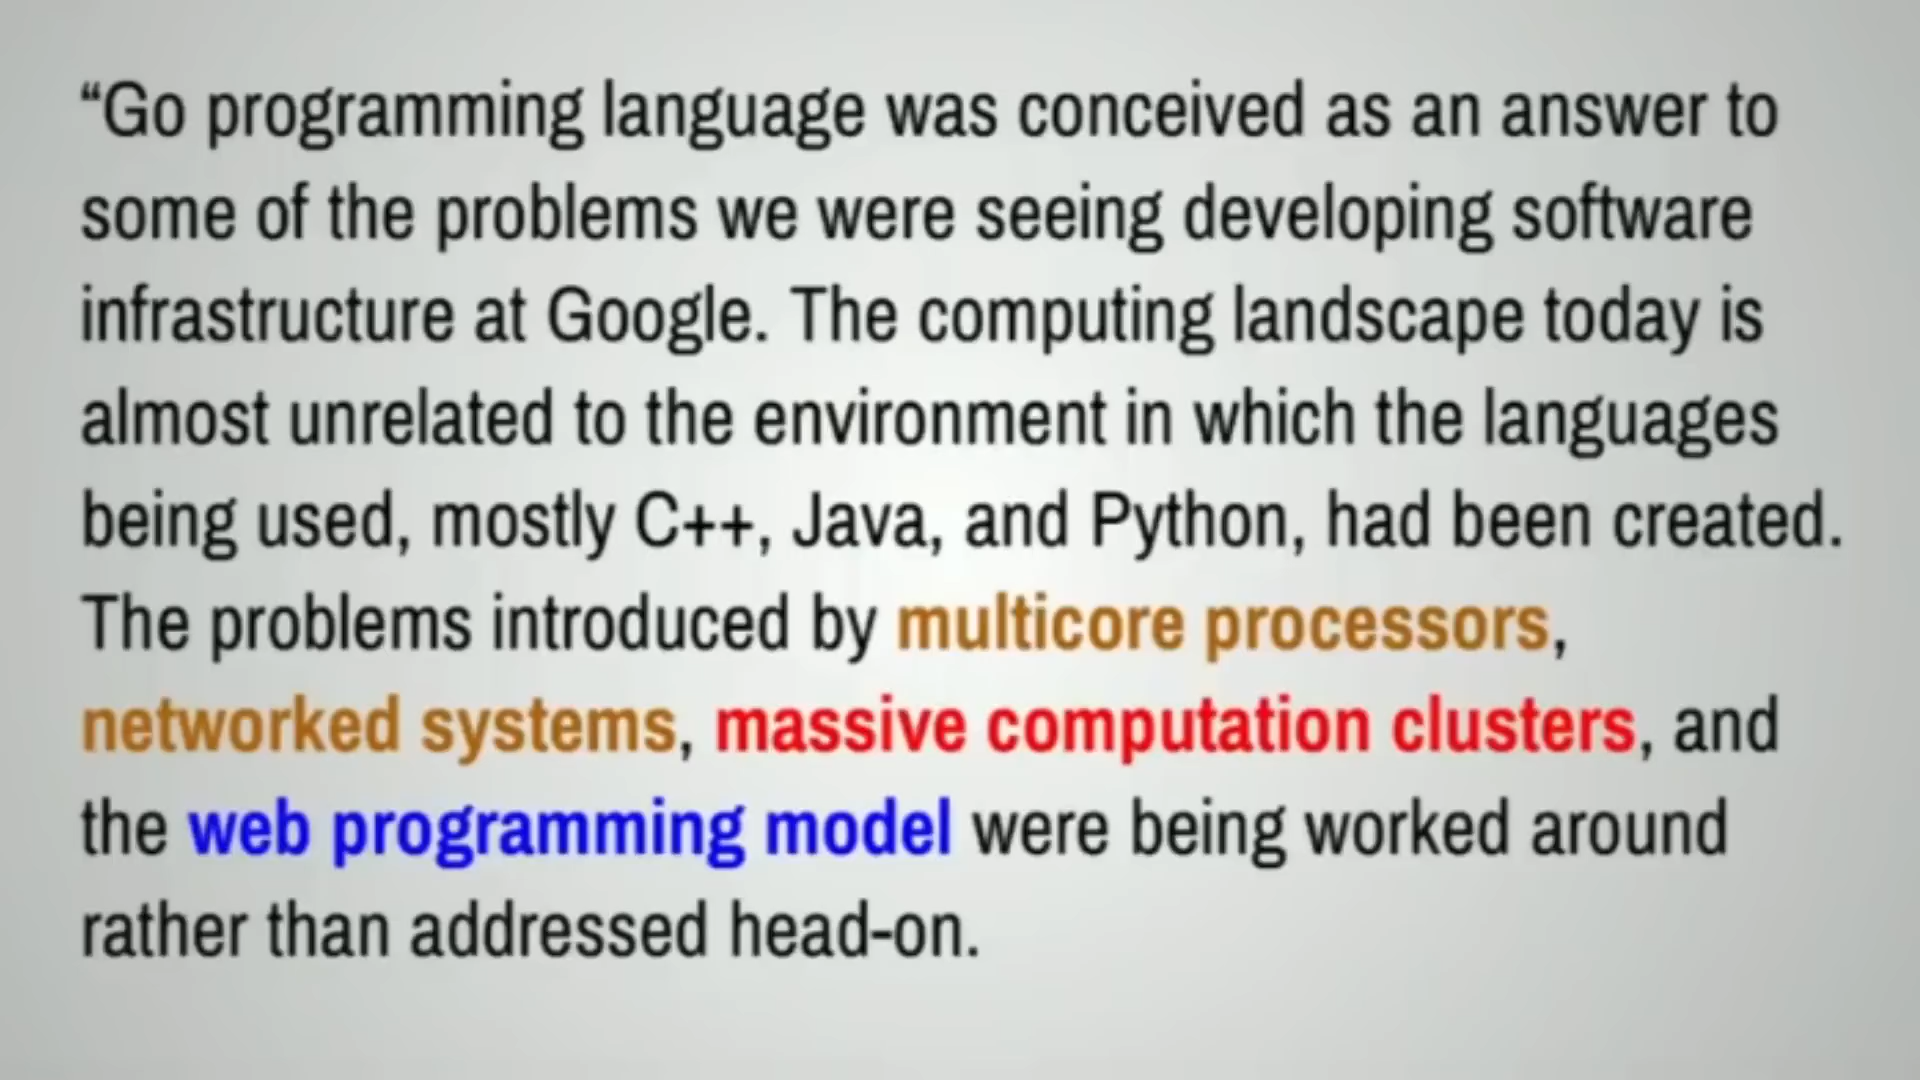 “Go programming language was conceived as an answer to
some of the problems we were seeing developing software
infrastructure at Google. The computing landscape today is
almost unrelated to the environment in which the languages
being used, mostly C++, Java, and Python, had been created.
The problems introduced by multicore processors,
networked systems, massive computation clusters, and
the web programming model were being worked around
rather than addressed head-on.